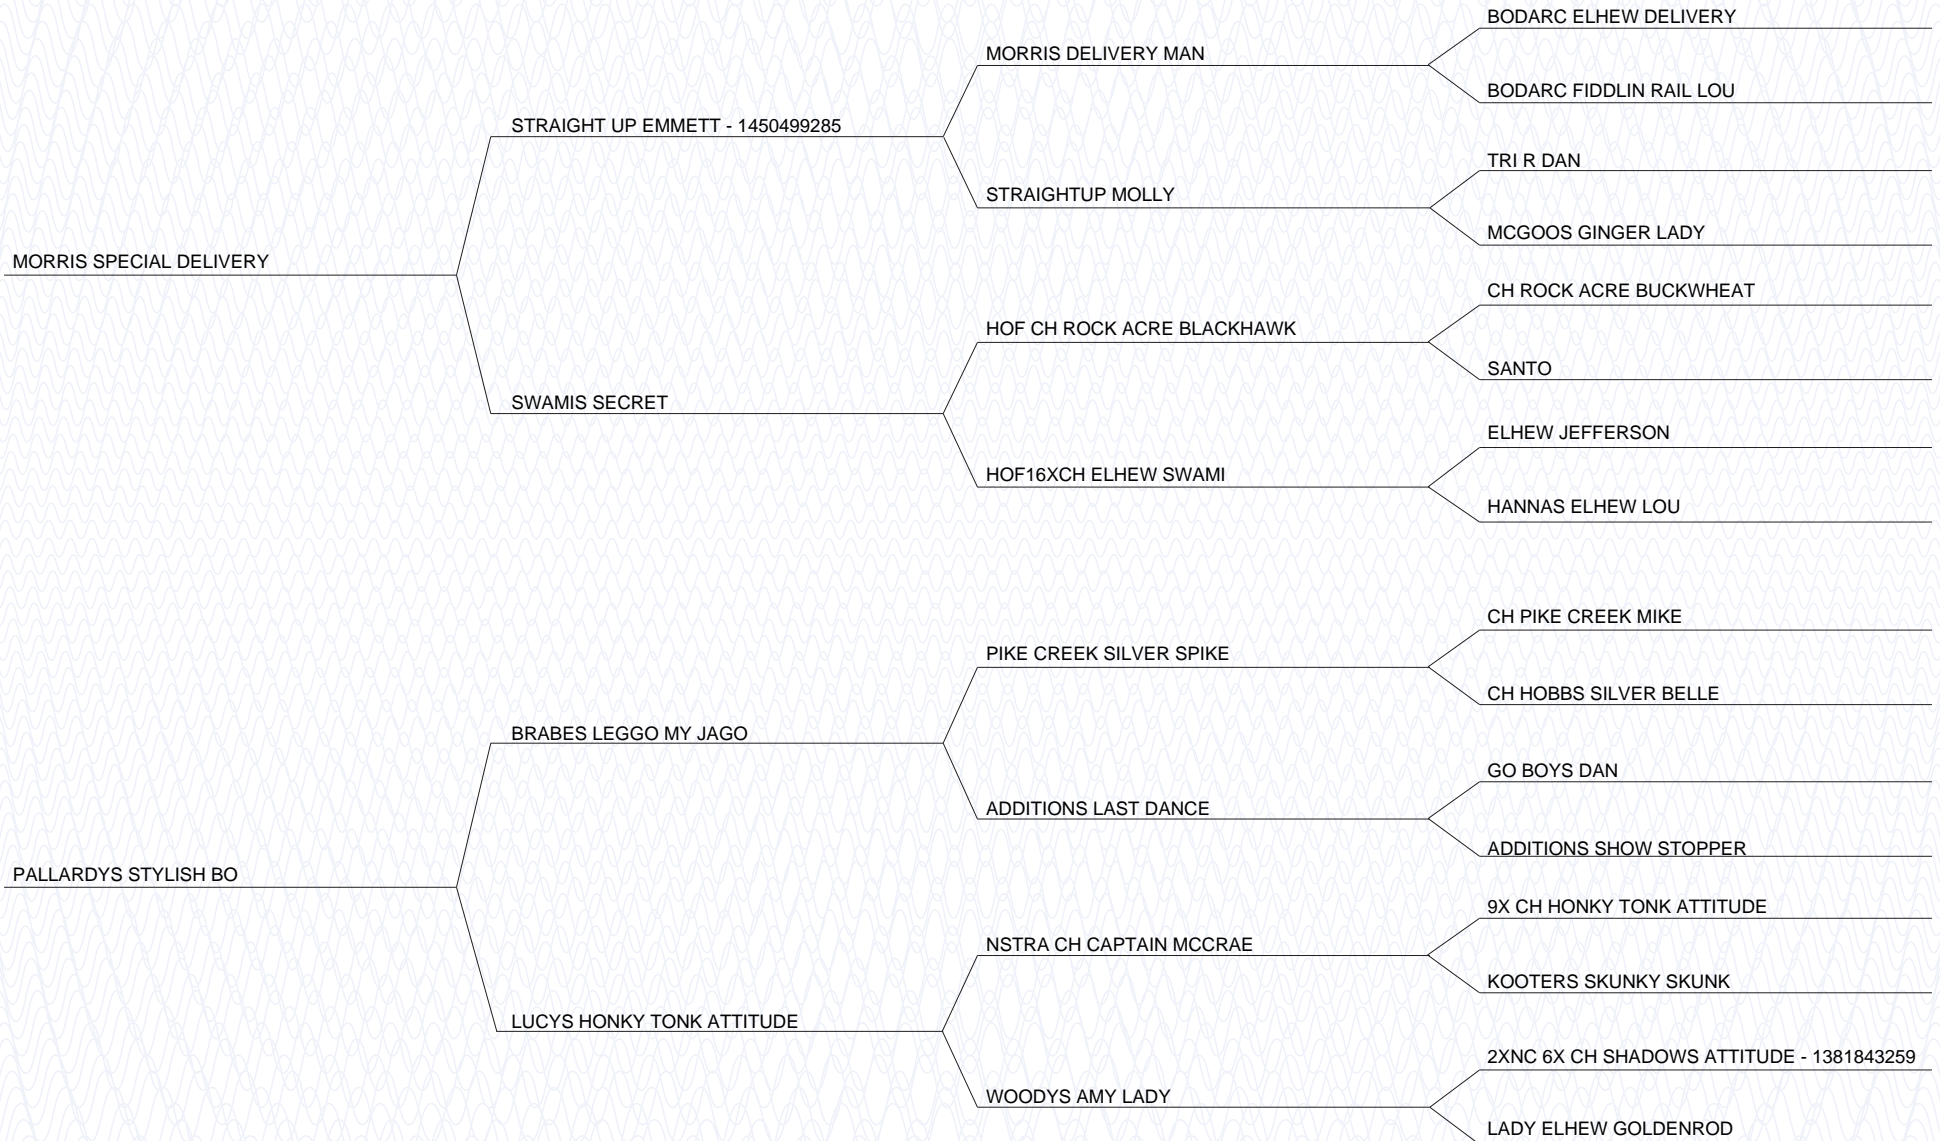 BODARC ELHEW DELIVERY
MORRIS DELIVERY MAN
BODARC FIDDLIN RAIL LOU
STRAIGHT UP EMMETT - 1450499285
TRI R DAN
STRAIGHTUP MOLLY
MCGOOS GINGER LADY
MORRIS SPECIAL DELIVERY
CH ROCK ACRE BUCKWHEAT
HOF CH ROCK ACRE BLACKHAWK
SANTO
SWAMIS SECRET
ELHEW JEFFERSON
HOF16XCH ELHEW SWAMI
HANNAS ELHEW LOU
CH PIKE CREEK MIKE
PIKE CREEK SILVER SPIKE
CH HOBBS SILVER BELLE
BRABES LEGGO MY JAGO
GO BOYS DAN
ADDITIONS LAST DANCE
ADDITIONS SHOW STOPPER
PALLARDYS STYLISH BO
9X CH HONKY TONK ATTITUDE
NSTRA CH CAPTAIN MCCRAE
KOOTERS SKUNKY SKUNK
LUCYS HONKY TONK ATTITUDE
2XNC 6X CH SHADOWS ATTITUDE - 1381843259
WOODYS AMY LADY
LADY ELHEW GOLDENROD